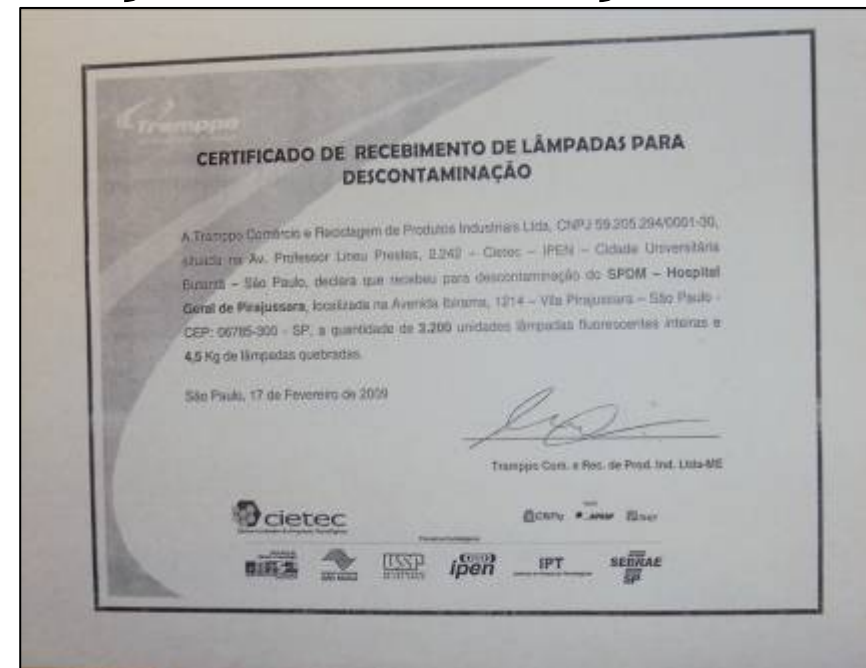 Tramppo
CERTIFICADO DE RECEBIMENTO DE LÂMPADAS PARA
DESCONTAMINAÇÃO
A Tramppo Comércio e Reciclagem de Produtos Industriais Ltda, CNPJ 59.205.294/0001-30,
situada na Av. Professor Lineu Prestes, 2.242 – Cietec – IPEN – Cidade Universitária
Butantã – São Paulo, declara que recebeu para descontaminação do SPDM – Hospital
Geral de Pirajussara, localizada na Avenida Ibirama, 1214 – Vila Pirajussara – São Paulo -
CEP: 06785-300 - SP, a quantidade de 3.200 unidades lâmpadas fluorescentes inteiras e
4,5 Kg de lâmpadas quebradas.
São Paulo, 17 de Fevereiro de 2009
Tramppo Com. e Rec. de Prod. Ind. Ltda-ME
cietec
CNPq
USP ipen IPT SEBRAE
SP